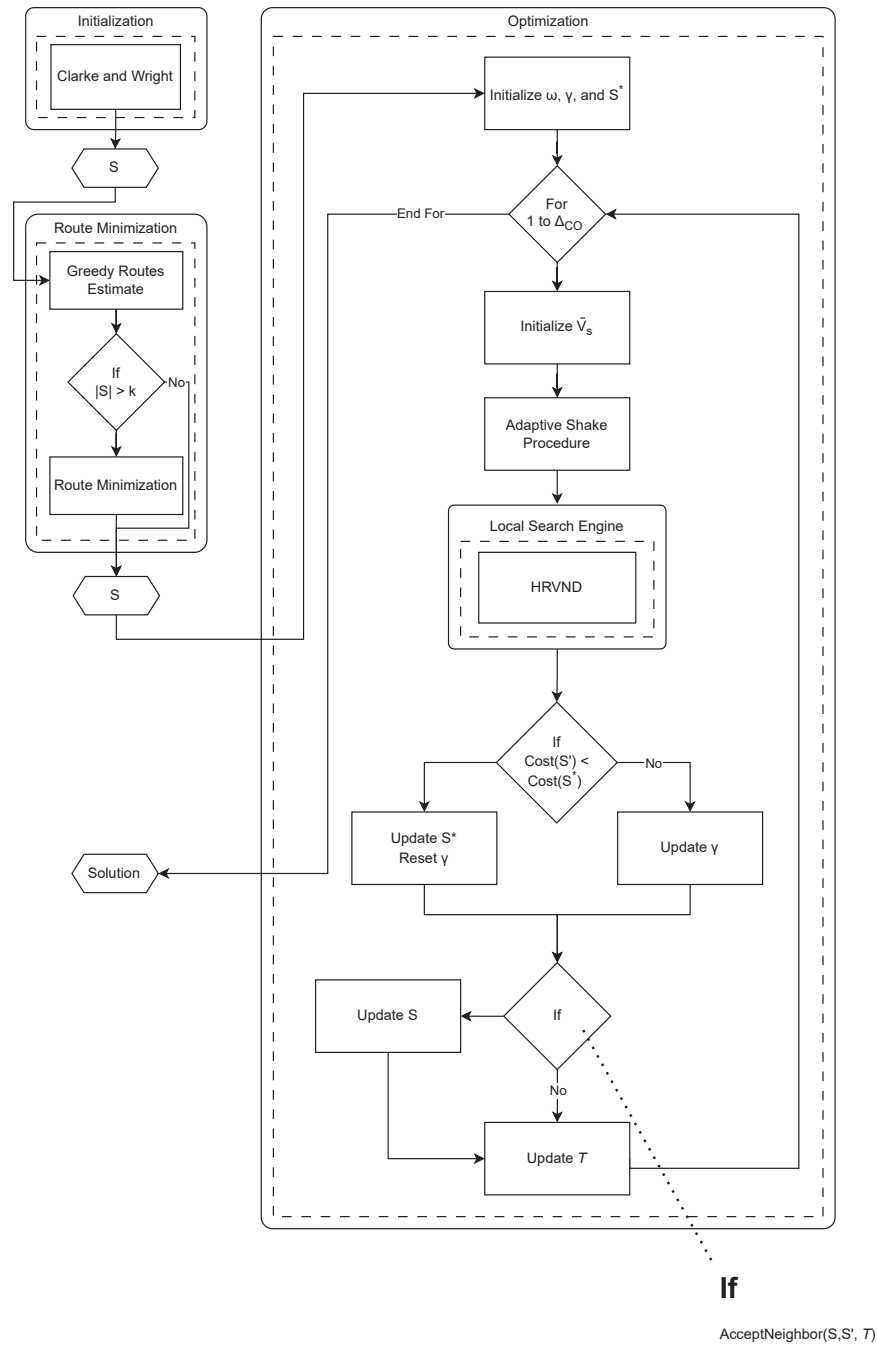 Initialization
Clarke and Wright
S
Route Minimization
Greedy Routes
Estimate
If
|S| > k
No
Route Minimization
S
Optimization
Initialize ω, γ, and S*
For
1 to ΔCO
End For
Initialize V̄s
Adaptive Shake
Procedure
Local Search Engine
HRVND
If
Cost(S') <
Cost(S*)
No
Update S*
Reset γ
Update γ
Solution
If
Update S
No
Update T
If
AcceptNeighbor(S,S', T)